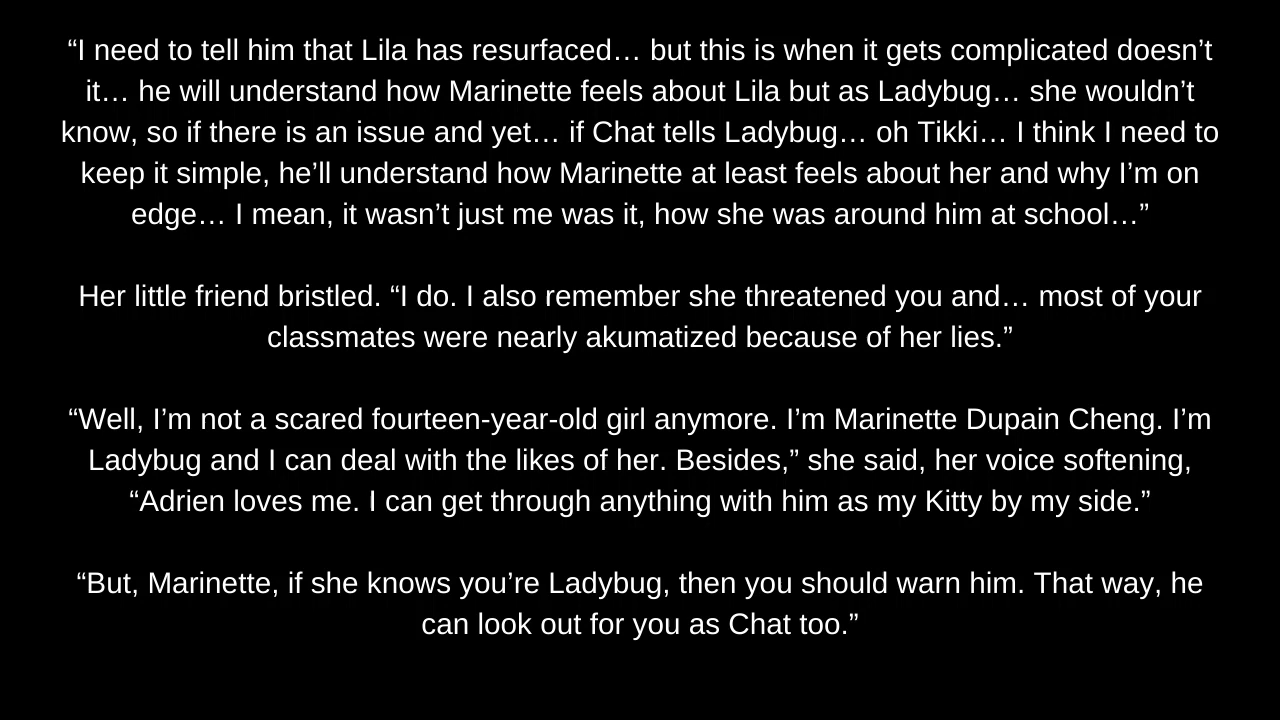 “I need to tell him that Lila has resurfaced… but this is when it gets complicated doesn’t
it… he will understand how Marinette feels about Lila but as Ladybug… she wouldn’t
know, so if there is an issue and yet… if Chat tells Ladybug… oh Tikki… I think I need to
keep it simple, he’ll understand how Marinette at least feels about her and why I’m on
edge… I mean, it wasn’t just me was it, how she was around him at school…”
Her little friend bristled. “I do. I also remember she threatened you and… most of your
classmates were nearly akumatized because of her lies.”
“Well, I’m not a scared fourteen-year-old girl anymore. I’m Marinette Dupain Cheng. I’m
Ladybug and I can deal with the likes of her. Besides,” she said, her voice softening,
“Adrien loves me. I can get through anything with him as my Kitty by my side.”
“But, Marinette, if she knows you’re Ladybug, then you should warn him. That way, he
can look out for you as Chat too.”